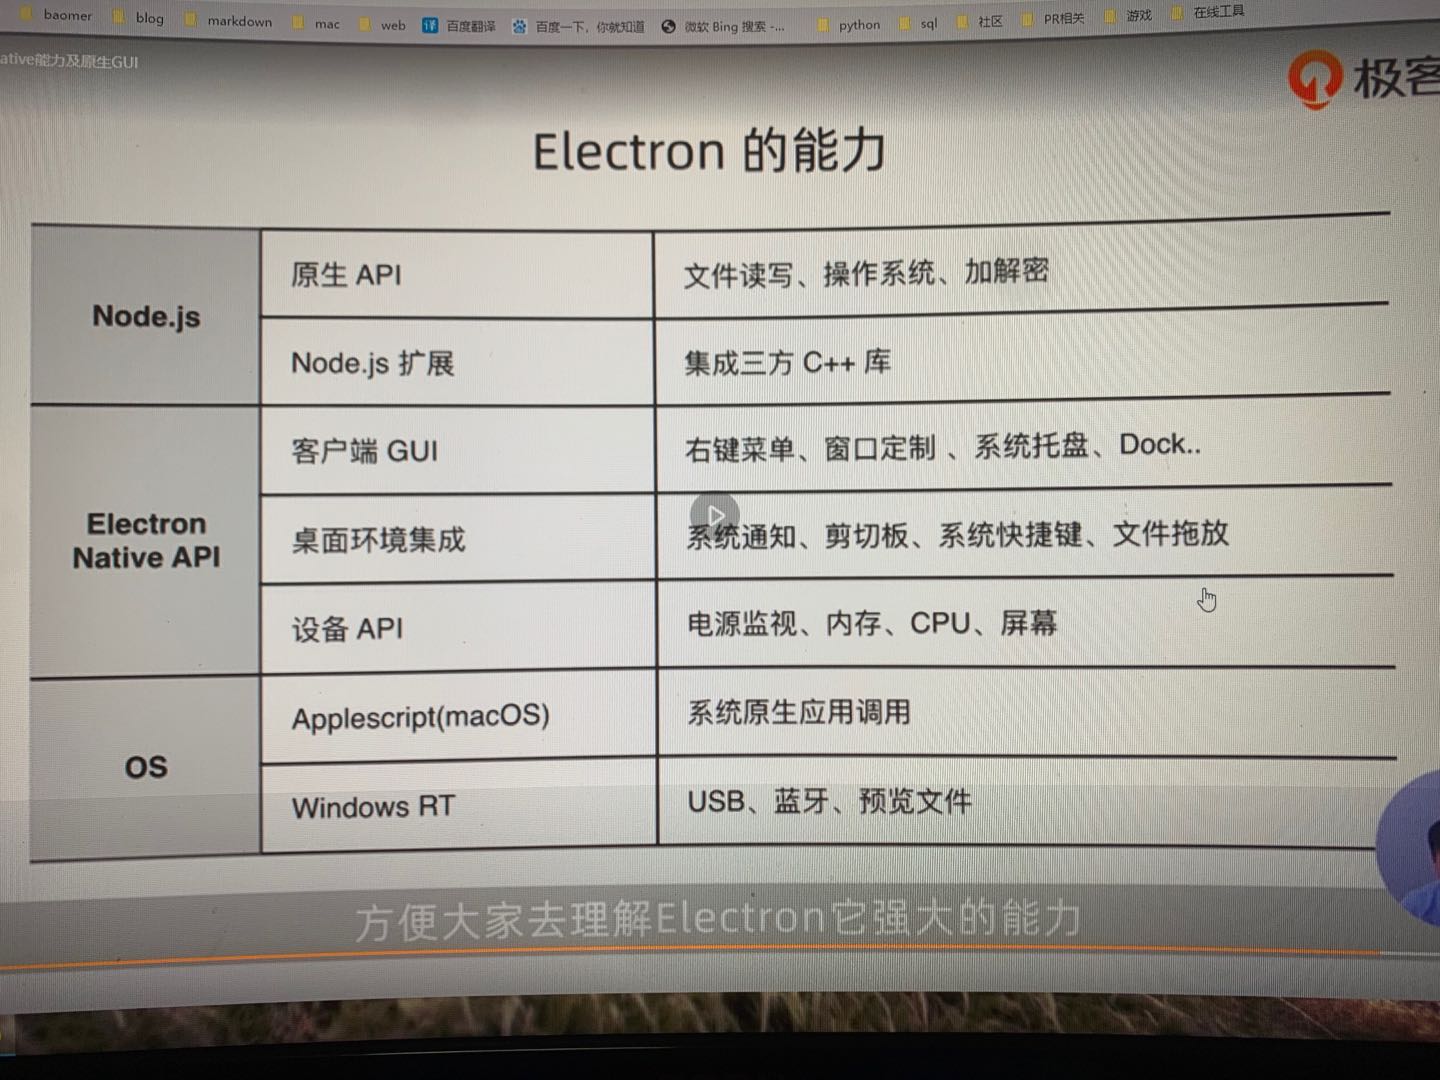 baomer blog markdown mac web 译 百度翻译 百度一下，你就知道 微软 Bing 搜索 -... python sql 社区 PR相关 游戏 在线工具
ative能力及原生GUI
极客
Electron 的能力
Node.js
原生 API
文件读写、操作系统、加解密
Node.js 扩展
集成三方 C++ 库
Electron
Native API
客户端 GUI
右键菜单、窗口定制 、系统托盘、Dock..
桌面环境集成
系统通知、剪切板、系统快捷键、文件拖放
设备 API
电源监视、内存、CPU、屏幕
OS
Applescript(macOS)
系统原生应用调用
Windows RT
USB、蓝牙、预览文件
方便大家去理解Electron它强大的能力